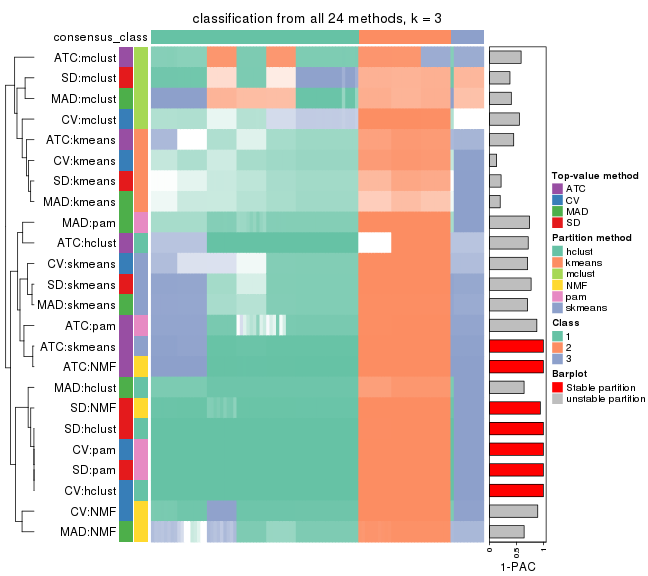 classification from all 24 methods, k = 3
consensus_class
ATC:mclust
SD:mclust
MAD:mclust
CV:mclust
ATC:kmeans
CV:kmeans
SD:kmeans
MAD:kmeans
MAD:pam
ATC:hclust
CV:skmeans
SD:skmeans
MAD:skmeans
ATC:pam
ATC:skmeans
ATC:NMF
MAD:hclust
SD:NMF
SD:hclust
CV:pam
SD:pam
CV:hclust
CV:NMF
MAD:NMF
0
0.5
1
1-PAC
Top-value method
ATC
CV
MAD
SD
Partition method
hclust
kmeans
mclust
NMF
pam
skmeans
Class
1
2
3
Barplot
Stable partition
unstable partition